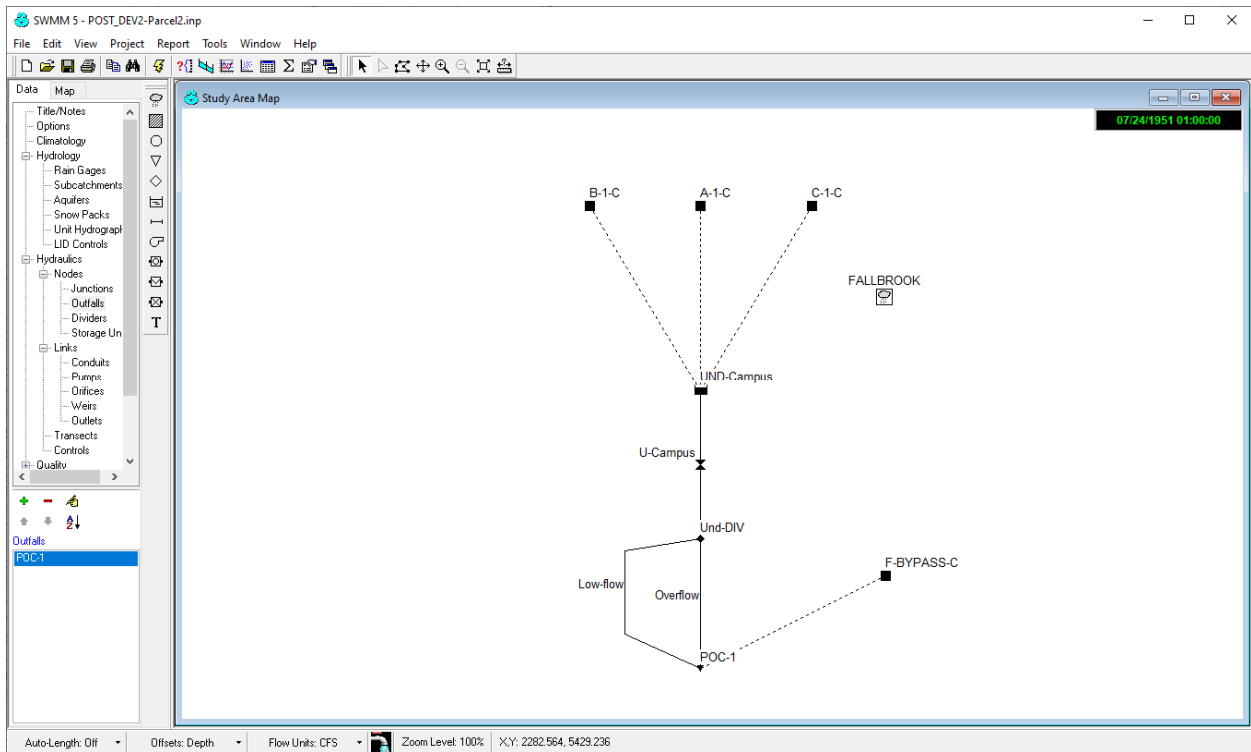 SWMM 5 - POST_DEV2-Parcel2.inp
File Edit View Project Report Tools Window Help
Data Map
Title/Notes
Options
Climatology
Hydrology
Rain Gages
Subcatchments
Aquifers
Snow Packs
Unit Hydrograph
LID Controls
Hydraulics
Nodes
Junctions
Outfalls
Dividers
Storage Un
Links
Conduits
Pumps
Orifices
Weirs
Outlets
Transects
Controls
Quality
Outfalls
POC-1
T
Study Area Map
07/24/1951 01:00:00
B-1-C A-1-C C-1-C
FALLBROOK
UND-Campus
U-Campus
Und-DIV
F-BYPASS-C
Low-flow Overflow
POC-1
Auto-Length: Off Offsets: Depth Flow Units: CFS Zoom Level: 100% X,Y: 2282.564, 5429.236